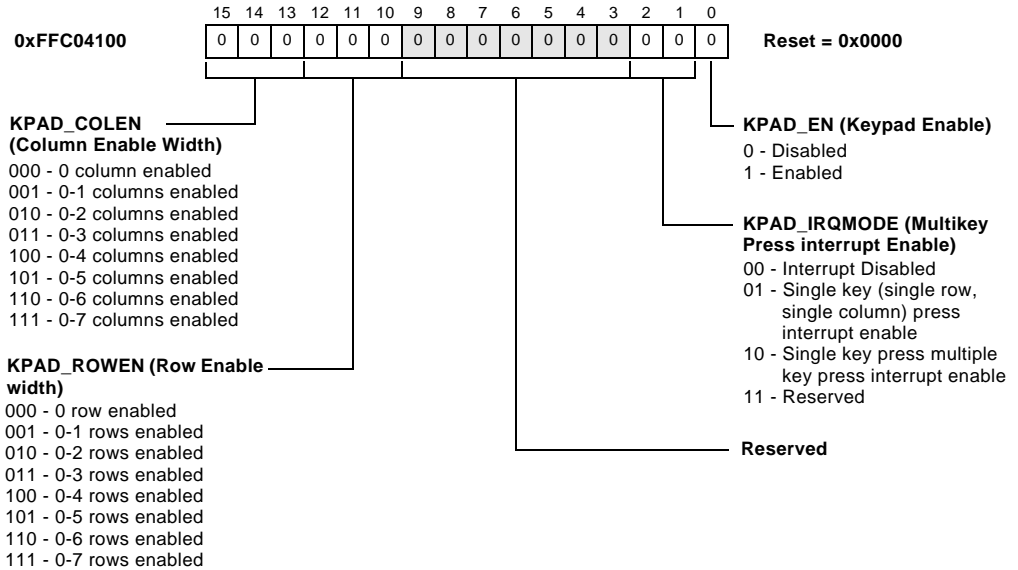 15 14 13 12 11 10 9 8 7 6 5 4 3 2 1 0
0xFFC04100 0 0 0 0 0 0 0 0 0 0 0 0 0 0 0 0 Reset = 0x0000
KPAD_COLEN
(Column Enable Width)
000 - 0 column enabled
001 - 0-1 columns enabled
010 - 0-2 columns enabled
011 - 0-3 columns enabled
100 - 0-4 columns enabled
101 - 0-5 columns enabled
110 - 0-6 columns enabled
111 - 0-7 columns enabled
KPAD_ROWEN (Row Enable
width)
000 - 0 row enabled
001 - 0-1 rows enabled
010 - 0-2 rows enabled
011 - 0-3 rows enabled
100 - 0-4 rows enabled
101 - 0-5 rows enabled
110 - 0-6 rows enabled
111 - 0-7 rows enabled
KPAD_EN (Keypad Enable)
0 - Disabled
1 - Enabled
KPAD_IRQMODE (Multikey
Press interrupt Enable)
00 - Interrupt Disabled
01 - Single key (single row,
single column) press
interrupt enable
10 - Single key press multiple
key press interrupt enable
11 - Reserved
Reserved